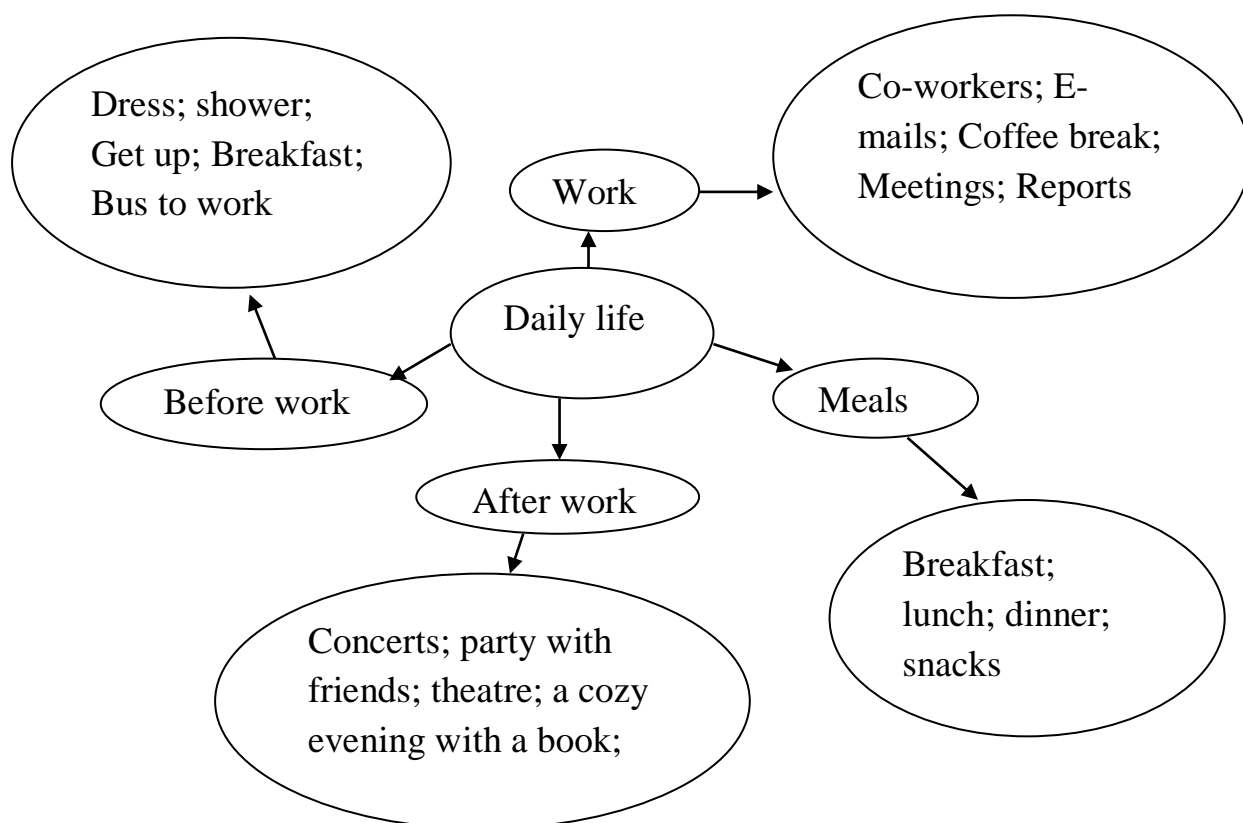 Dress; shower;
Get up; Breakfast;
Bus to work
Co-workers; E-
mails; Coffee break;
Meetings; Reports
Work
Daily life
Before work
Meals
After work
Breakfast;
lunch; dinner;
snacks
Concerts; party with
friends; theatre; a cozy
evening with a book;